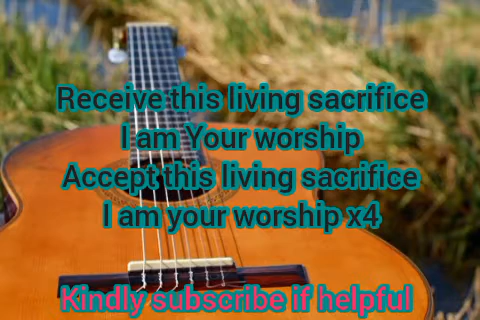 Receive this living sacrifice
I am Your worship
Accept this living sacrifice
I am your worship x4
Kindly subscribe if helpful